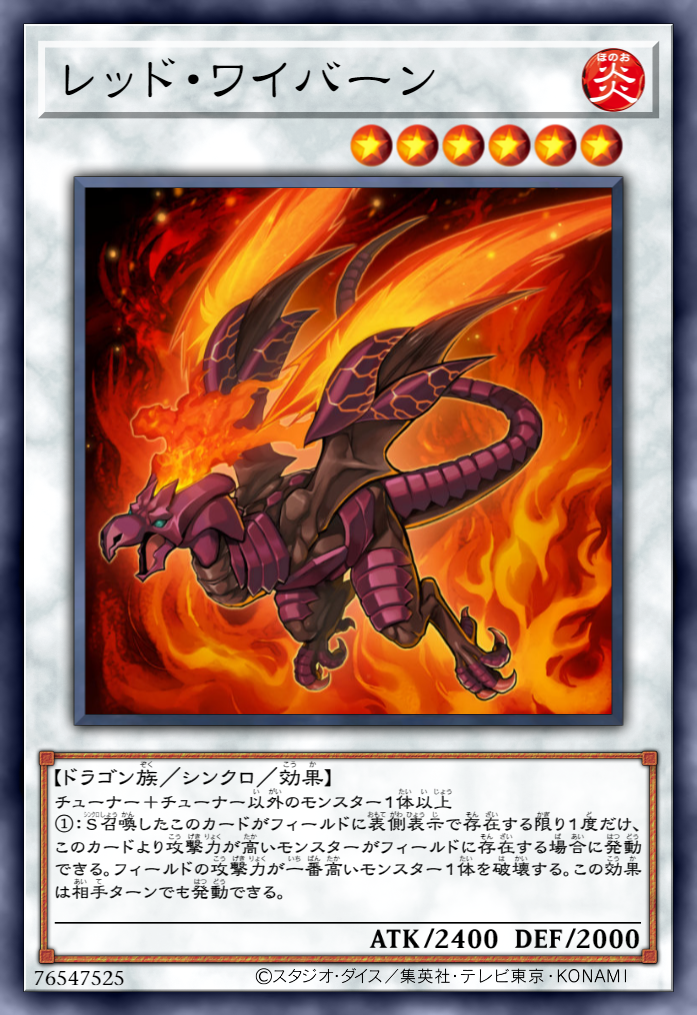 レッド・ワイバーン
炎
【ドラゴン族／シンクロ／効果】
チューナー＋チューナー以外のモンスター1体以上
①：S召喚したこのカードがフィールドに表側表示で存在する限り1度だけ、
このカードより攻撃力が高いモンスターがフィールドに存在する場合に発動
できる。フィールドの攻撃力が一番高いモンスター1体を破壊する。この効果
は相手ターンでも発動できる。
ATK/2400 DEF/2000
76547525 ©スタジオ・ダイス／集英社・テレビ東京・KONAMI